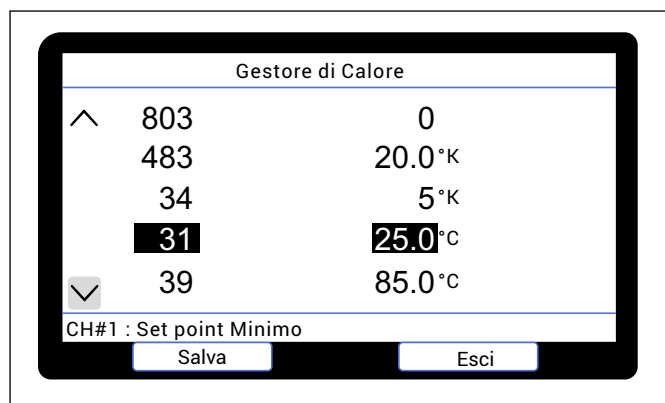 Gestore di Calore
803 0
483 20.0°K
34 5°K
31 25.0°C
39 85.0°C
CH#1 : Set point Minimo
Salva Esci